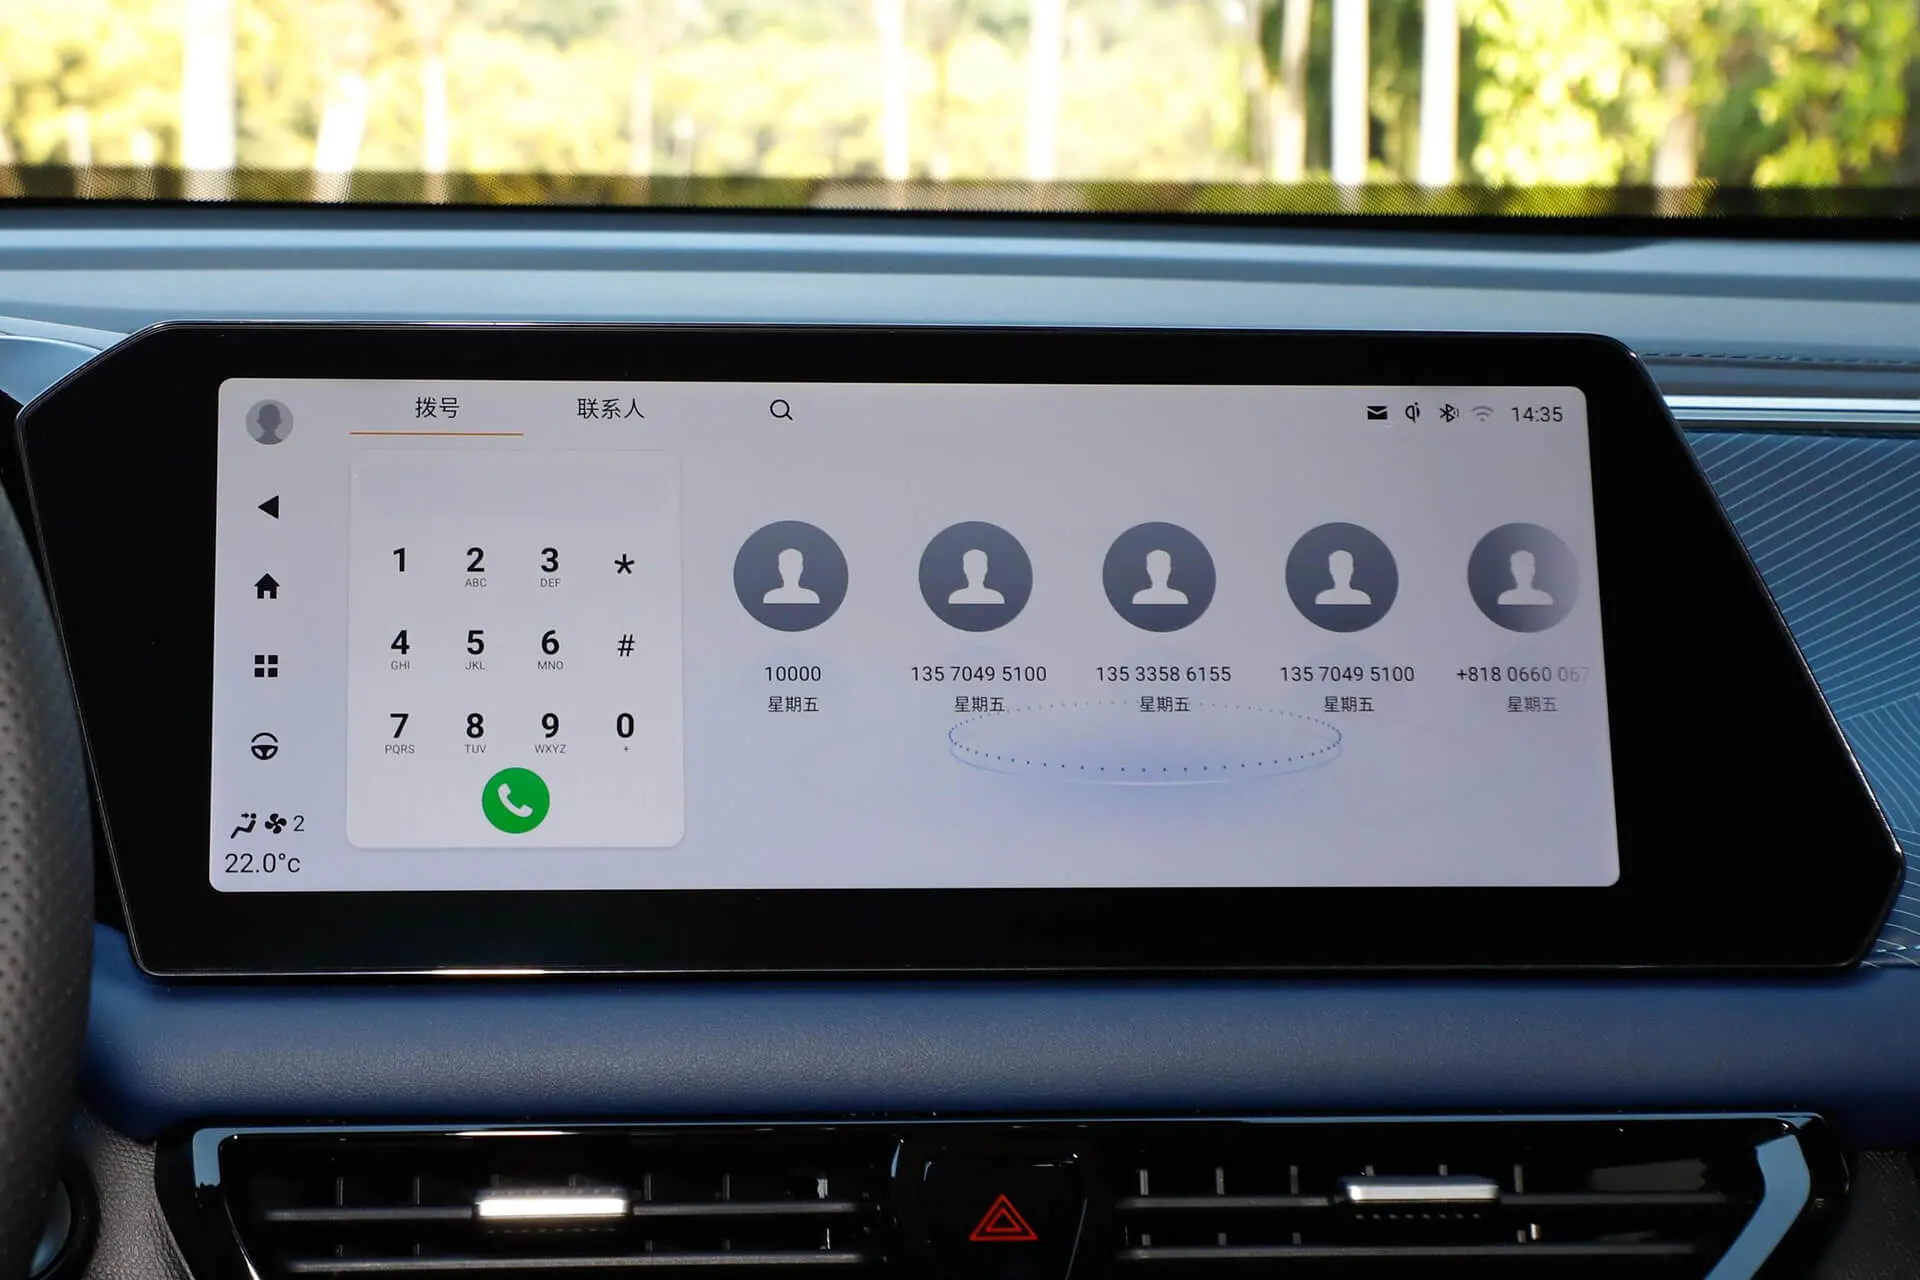 拨号 联系人 14:35
1 2 3 *
ABC DEF
4 5 6 #
GHI JKL MNO
7 8 9 0
PQRS TUV WXYZ +
10000 135 7049 5100 135 3358 6155 135 7049 5100 +818 0660 067
星期五 星期五 星期五 星期五 星期五
2
22.0°c